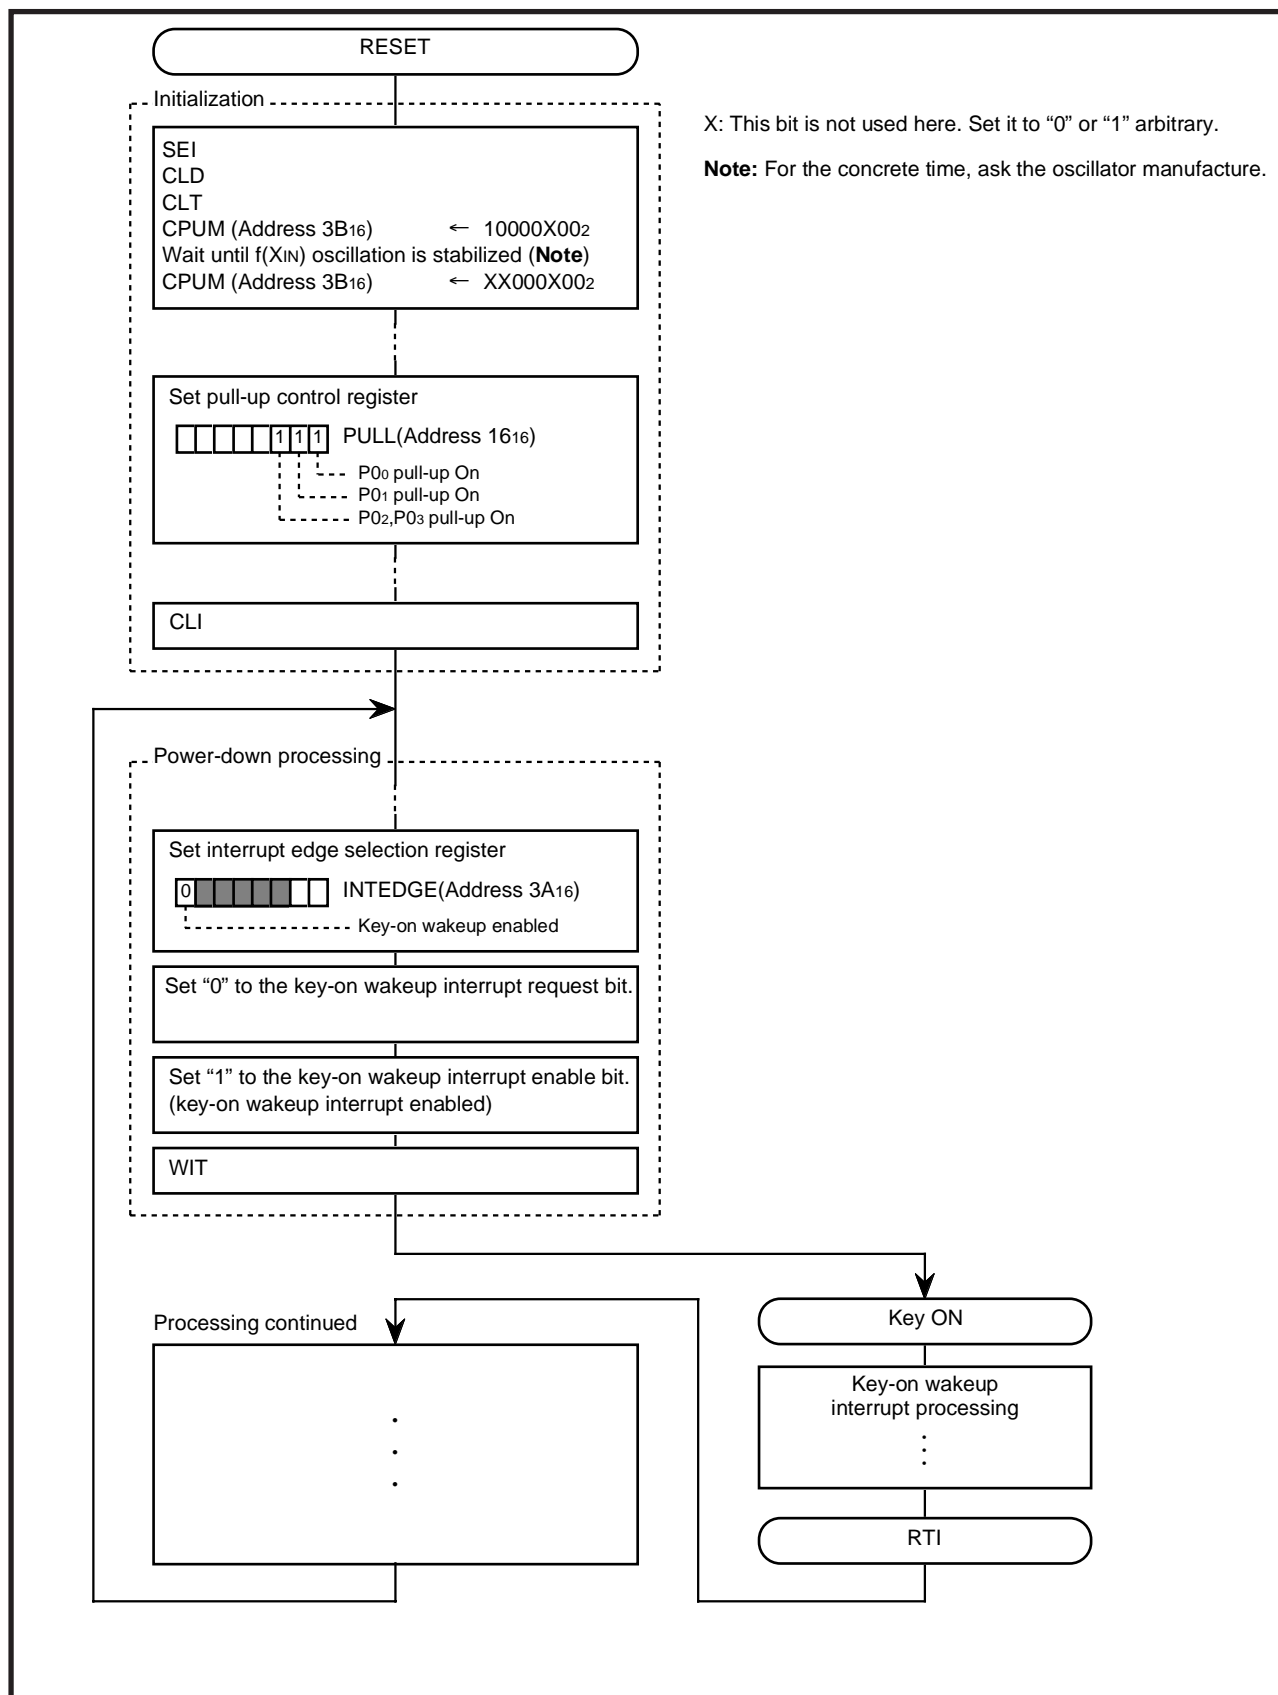 RESET
Initialization
X: This bit is not used here. Set it to “0” or “1” arbitrary.
Note: For the concrete time, ask the oscillator manufacture.
SEI
CLD
CLT
CPUM (Address 3B16) ← 10000X002
Wait until f(XIN) oscillation is stabilized (Note)
CPUM (Address 3B16) ← XX000X002
Set pull-up control register
1 1 1 PULL(Address 1616)
P00 pull-up On
P01 pull-up On
P02,P03 pull-up On
CLI
Power-down processing
Set interrupt edge selection register
0 INTEDGE(Address 3A16)
Key-on wakeup enabled
Set “0” to the key-on wakeup interrupt request bit.
Set “1” to the key-on wakeup interrupt enable bit.
(key-on wakeup interrupt enabled)
WIT
Processing continued
Key ON
Key-on wakeup
interrupt processing
RTI